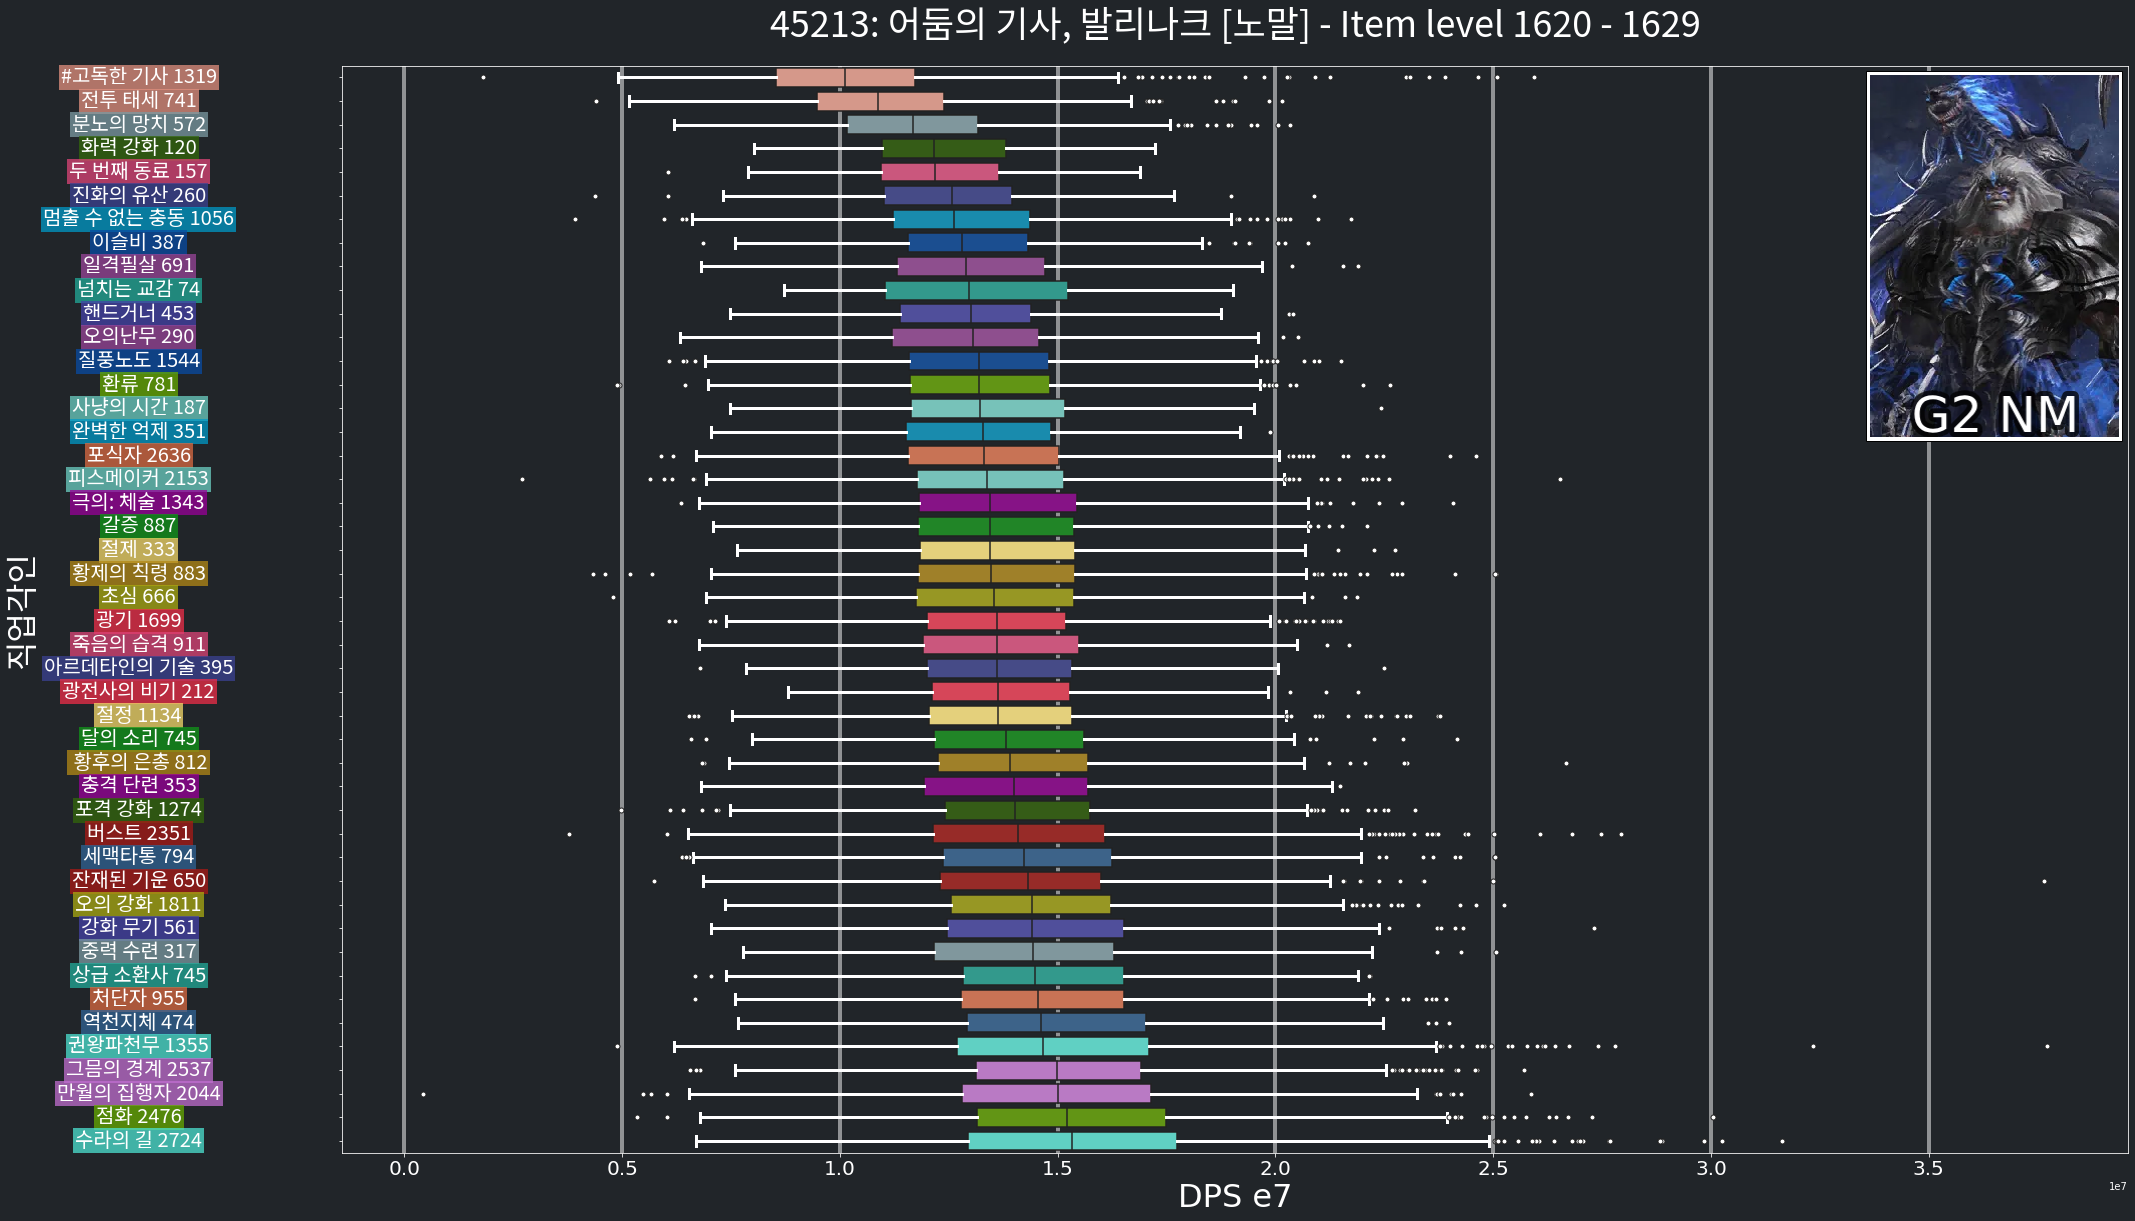 45213: 어둠의 기사, 발리나크 [노말] - Item level 1620 - 1629
#고독한 기사 1319
전투 태세 741
분노의 망치 572
화력 강화 120
두 번째 동료 157
진화의 유산 260
멈출 수 없는 충동 1056
이슬비 387
일격필살 691
넘치는 교감 74
핸드거너 453
오의난무 290
질풍노도 1544
환류 781
사냥의 시간 187
완벽한 억제 351
포식자 2636
피스메이커 2153
극의: 체술 1343
갈증 887
절제 333
황제의 칙령 883
초심 666
광기 1699
죽음의 습격 911
아르데타인의 기술 395
광전사의 비기 212
절정 1134
달의 소리 745
황후의 은총 812
충격 단련 353
포격 강화 1274
버스트 2351
세맥타통 794
잔재된 기운 650
오의 강화 1811
강화 무기 561
중력 수련 317
상급 소환사 745
처단자 955
역천지체 474
권왕파천무 1355
그믐의 경계 2537
만월의 집행자 2044
점화 2476
수라의 길 2724
직업각인
G2 NM
0.0 0.5 1.0 1.5 2.0 2.5 3.0 3.5
DPS e7
1e7